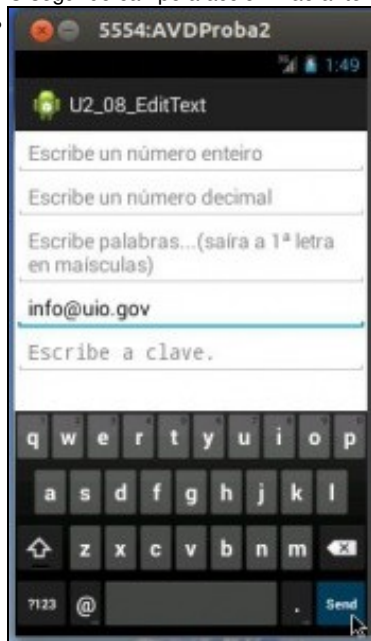 5554:AVDProba2
1:49
U2_08_EditText
Escribe un número enteiro
Escribe un número decimal
Escribe palabras...(saíra a 1ª letra
en maísculas)
info@uio.gov
Escribe a clave.
q w e r t y u i o p
a s d f g h j k l
z x c v b n m
?123 @ . Send